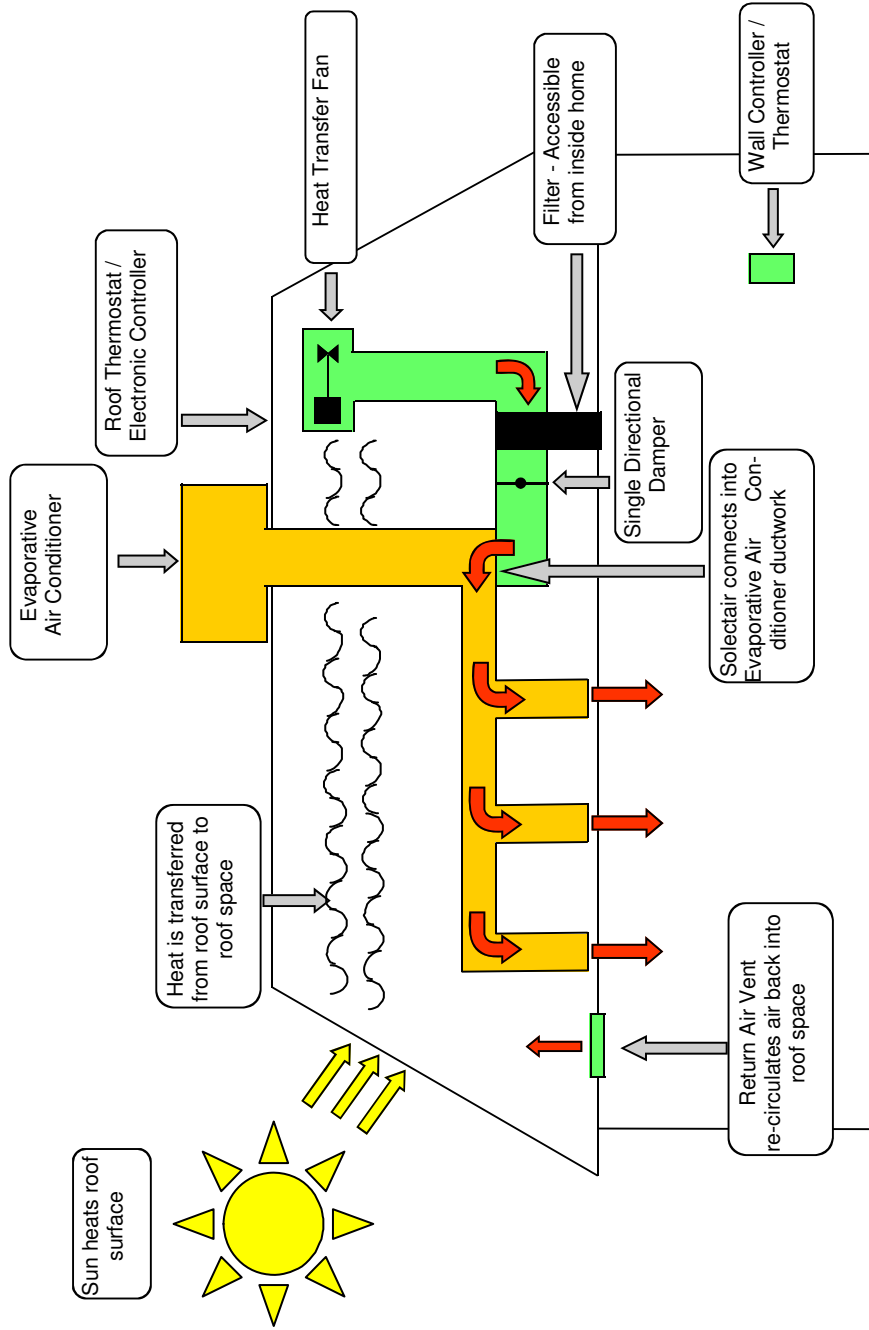 Sun heats roof
surface
Heat is transferred
from roof surface to
roof space
Evaporative
Air Conditioner
Roof Thermostat /
Electronic Controller
Heat Transfer Fan
Return Air Vent
re-circulates air back into
roof space
Solectair connects into
Evaporative Air Con-
ditioner ductwork
Single Directional
Damper
Filter - Accessible
from inside home
Wall Controller /
Thermostat